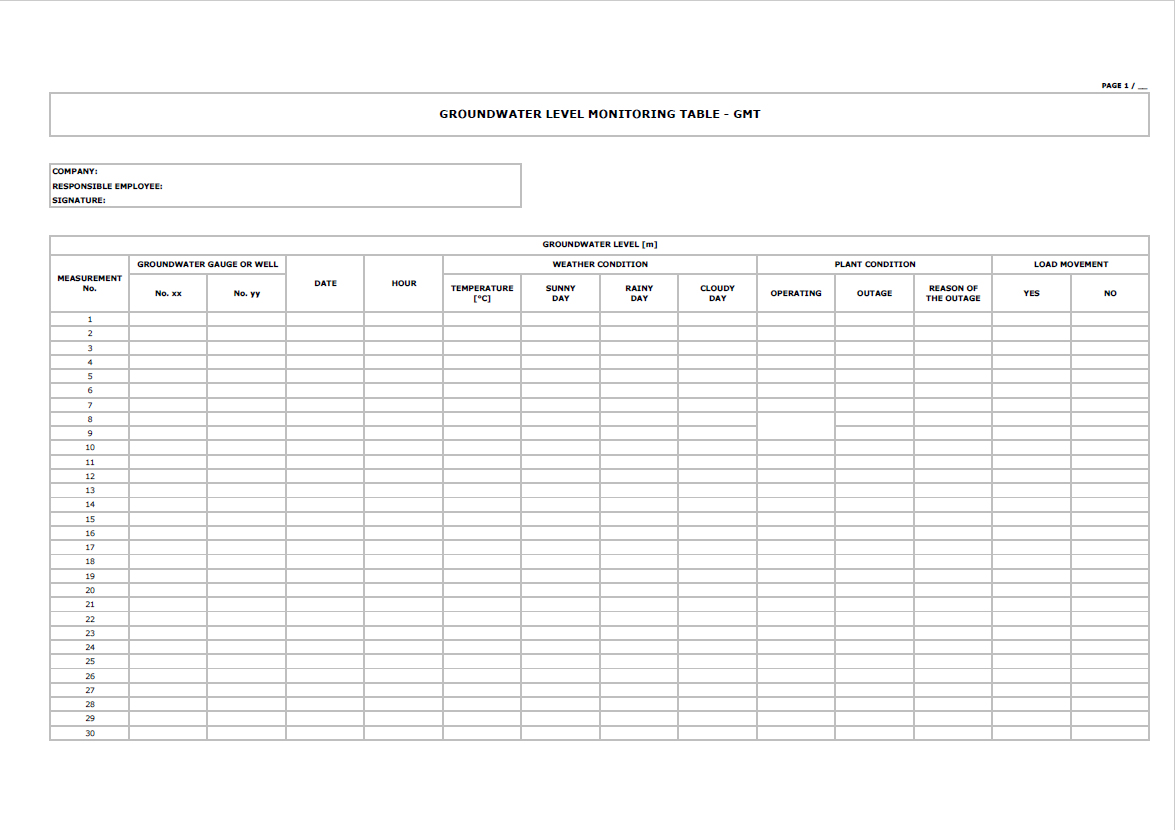 PAGE 1 / __
GROUNDWATER LEVEL MONITORING TABLE - GMT
COMPANY:
RESPONSIBLE EMPLOYEE:
SIGNATURE:
GROUNDWATER LEVEL [m]
MEASUREMENT
No.
GROUNDWATER GAUGE OR WELL
No. xx
No. yy
DATE
HOUR
WEATHER CONDITION
TEMPERATURE
[°C]
SUNNY
DAY
RAINY
DAY
CLOUDY
DAY
PLANT CONDITION
OPERATING
OUTAGE
REASON OF
THE OUTAGE
LOAD MOVEMENT
YES
NO
1
2
3
4
5
6
7
8
9
10
11
12
13
14
15
16
17
18
19
20
21
22
23
24
25
26
27
28
29
30